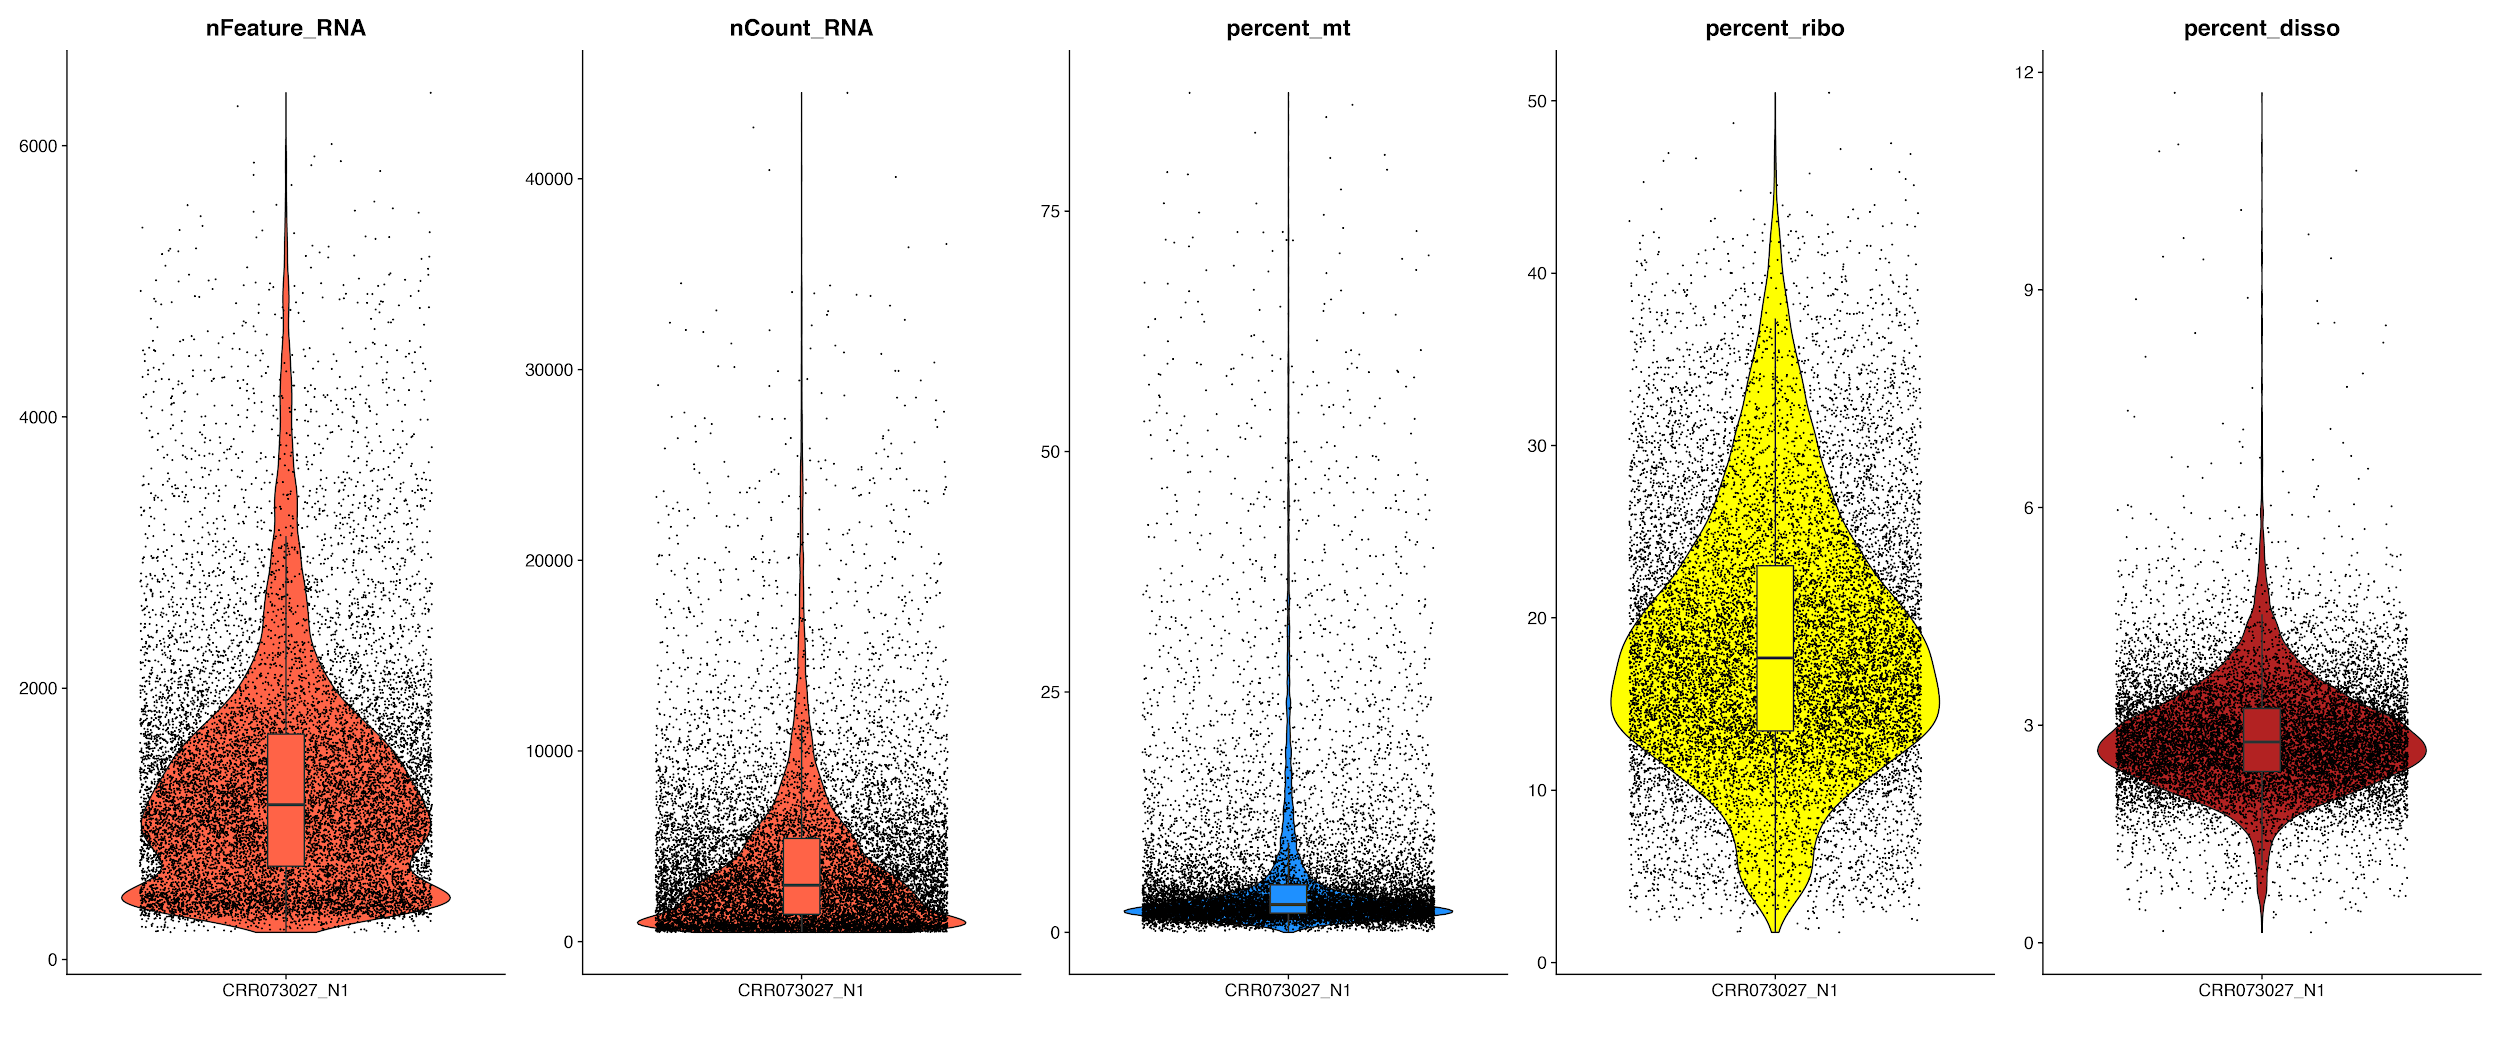 nFeature_RNA
6000
4000
2000
0
CRR073027_N1
nCount_RNA
40000
30000
20000
10000
0
CRR073027_N1
percent_mt
75
50
25
0
CRR073027_N1
percent_ribo
50
40
30
20
10
0
CRR073027_N1
percent_disso
12
9
6
3
0
CRR073027_N1